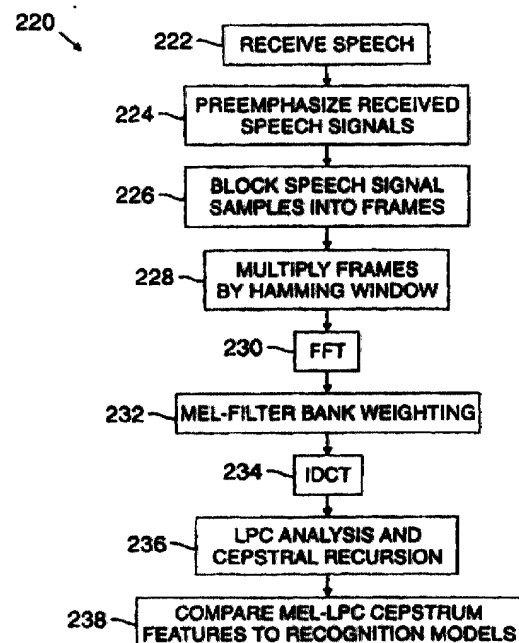 220
222
RECEIVE SPEECH
224
PREEMPHASIZE RECEIVED
SPEECH SIGNALS
226
BLOCK SPEECH SIGNAL
SAMPLES INTO FRAMES
228
MULTIPLY FRAMES
BY HAMMING WINDOW
230
FFT
232
MEL-FILTER BANK WEIGHTING
234
IDCT
236
LPC ANALYSIS AND
CEPSTRAL RECURSION
238
COMPARE MEL-LPC CEPSTRUM
FEATURES TO RECOGNITION MODELS